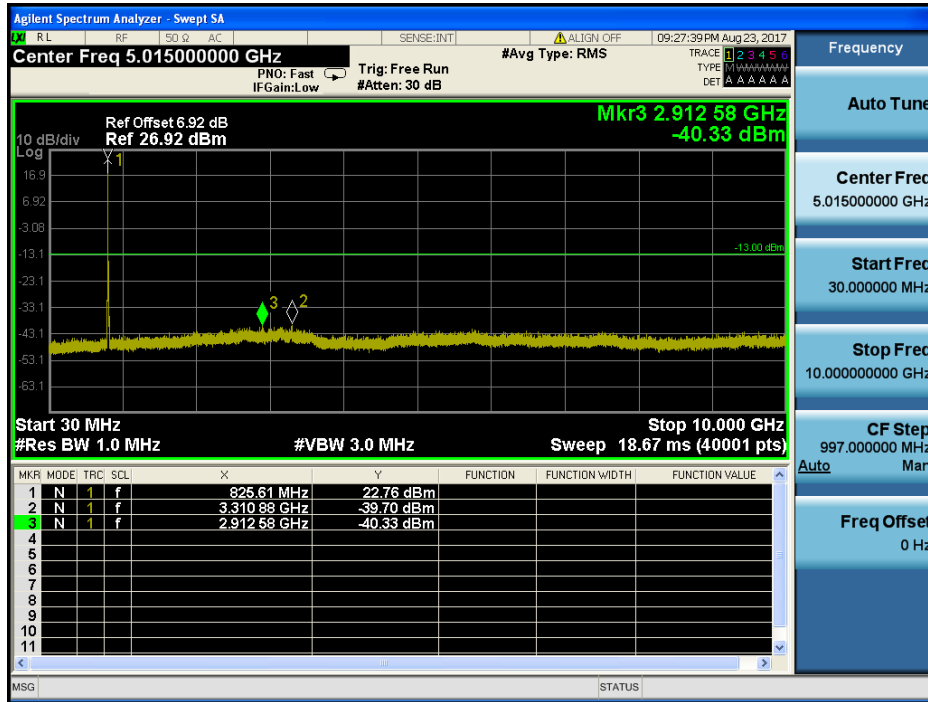 Agilent Spectrum Analyzer - Swept SA
LXI RL RF 50 Ω AC SENSE:INT ALIGN OFF 09:27:39 PM Aug 23, 2017
Center Freq 5.015000000 GHz
#Avg Type: RMS
TRACE 1 2 3 4 5 6
PNO: Fast Trig: Free Run
TYPE M WWWWW
IFGain:Low #Atten: 30 dB
DET A A A A A A
Frequency
Auto Tune
Mkr3 2.912 58 GHz
-40.33 dBm
Ref Offset 6.92 dB
10 dB/div Ref 26.92 dBm
Log
1
16.9
6.92
-3.08
-13.1
-13.00 dBm
-23.1
-33.1
3 2
-43.1
-53.1
-63.1
Start 30 MHz Stop 10.000 GHz
#Res BW 1.0 MHz #VBW 3.0 MHz Sweep 18.67 ms (40001 pts)
Center Freq
5.015000000 GHz
Start Freq
30.000000 MHz
Stop Freq
10.000000000 GHz
CF Step
997.000000 MHz
Auto Man
Freq Offset
0 Hz
MKR MODE TRC SCL X Y FUNCTION FUNCTION WIDTH FUNCTION VALUE
1 N 1 f 825.61 MHz 22.76 dBm
2 N 1 f 3.310 88 GHz -39.70 dBm
3 N 1 f 2.912 58 GHz -40.33 dBm
4
5
6
7
8
9
10
11
MSG STATUS